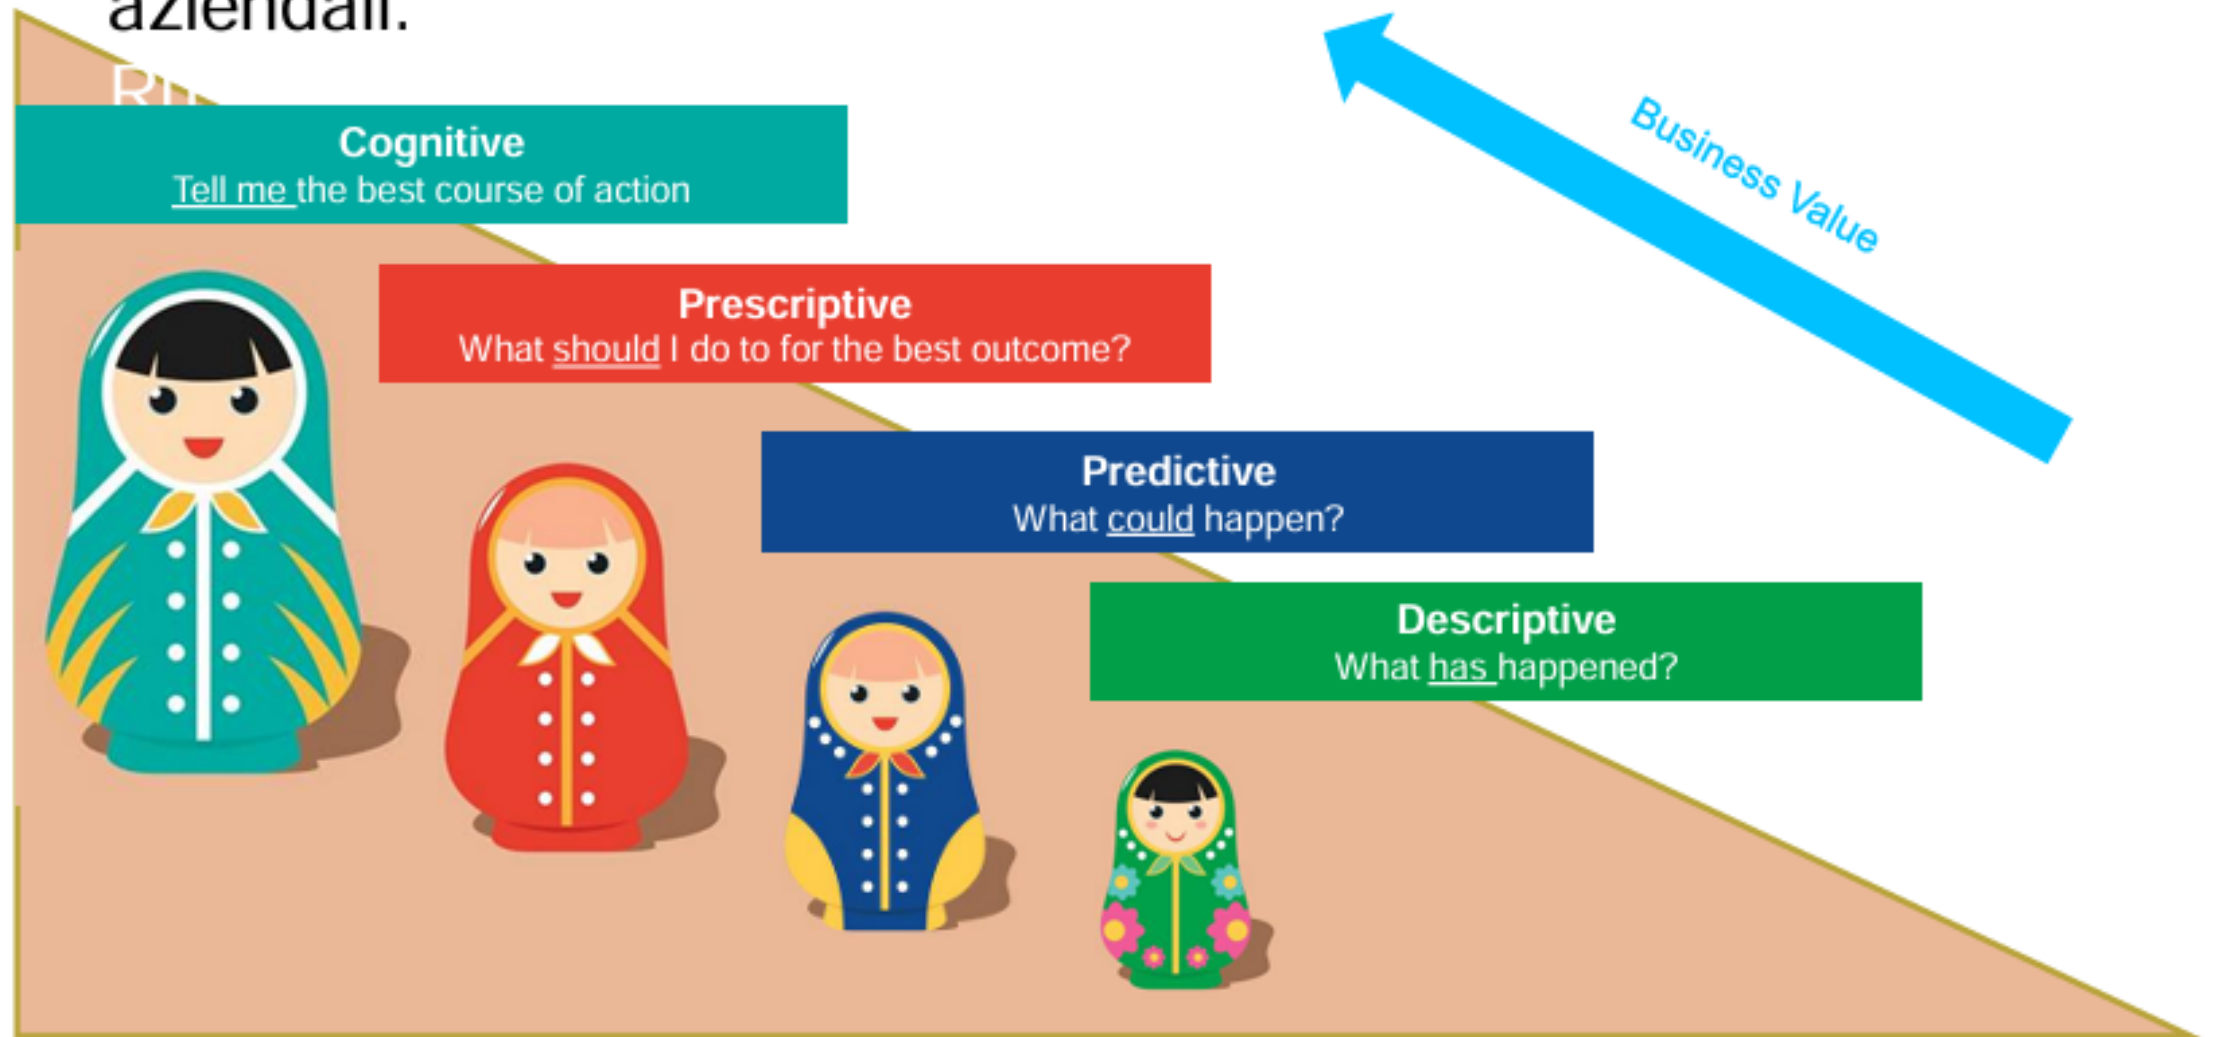 aziendali.
Cognitive
Tell me the best course of action
Prescriptive
What should I do to for the best outcome?
Predictive
What could happen?
Descriptive
What has happened?
Business Value